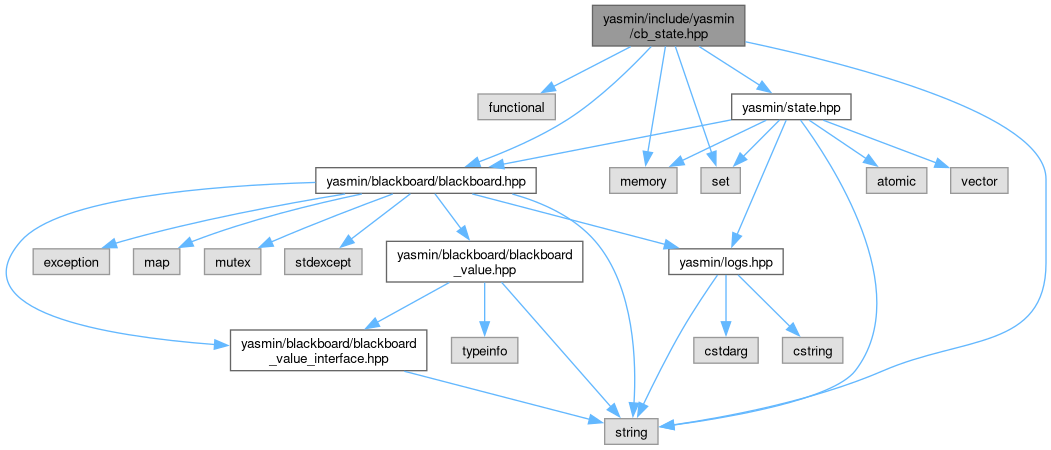 yasmin/include/yasmin
/cb_state.hpp
functional
yasmin/state.hpp
yasmin/blackboard/blackboard.hpp
memory
set
atomic
vector
exception
map
mutex
stdexcept
yasmin/blackboard/blackboard
_value.hpp
yasmin/logs.hpp
yasmin/blackboard/blackboard
_value_interface.hpp
typeinfo
cstdarg
cstring
string